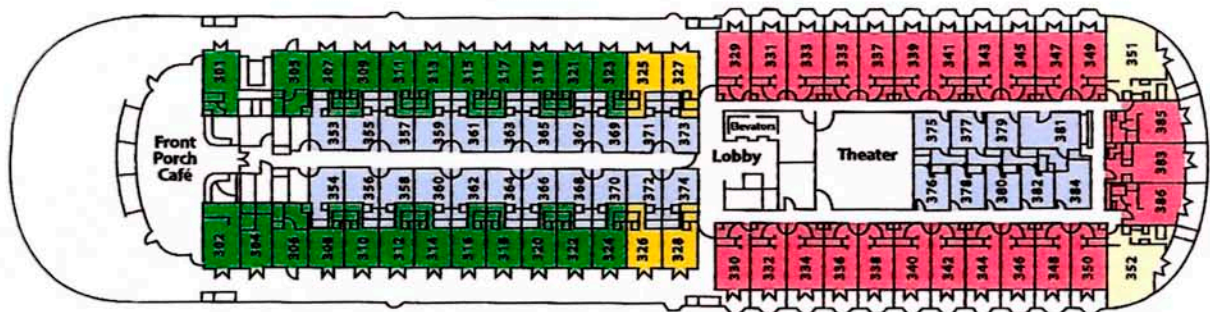 301 305 307 309 311 313 315 317 319 321 323 325 327
329 331 333 335 337 339 341 343 345 347 349 351
353 355 357 359 361 363 365 367 369 371 373
Elevators
375 377 379 381
385
383
386
Front
Porch
Café
Lobby
Theater
354 356 358 360 362 364 366 368 370 372 374
376 378 380 382 384
302 304 306 308 310 312 314 316 318 320 322 324 326 328
330 332 334 336 338 340 342 344 346 348 350 352